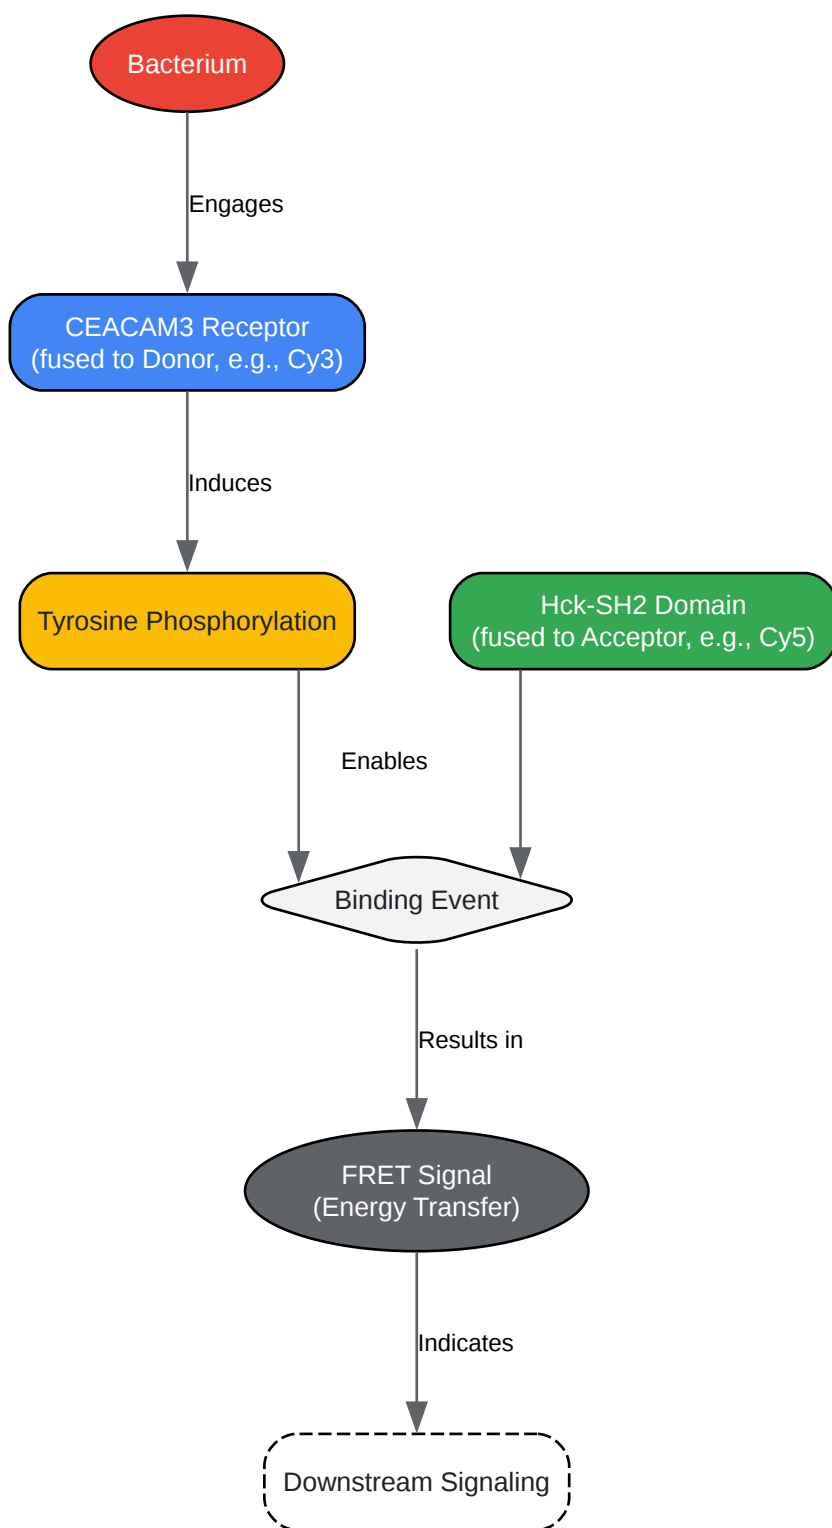 Bacterium
Engages
CEACAM3 Receptor
(fused to Donor, e.g., Cy3)
Induces
Tyrosine Phosphorylation
Hck-SH2 Domain
(fused to Acceptor, e.g., Cy5)
Enables
Binding Event
Results in
FRET Signal
(Energy Transfer)
Indicates
Downstream Signaling